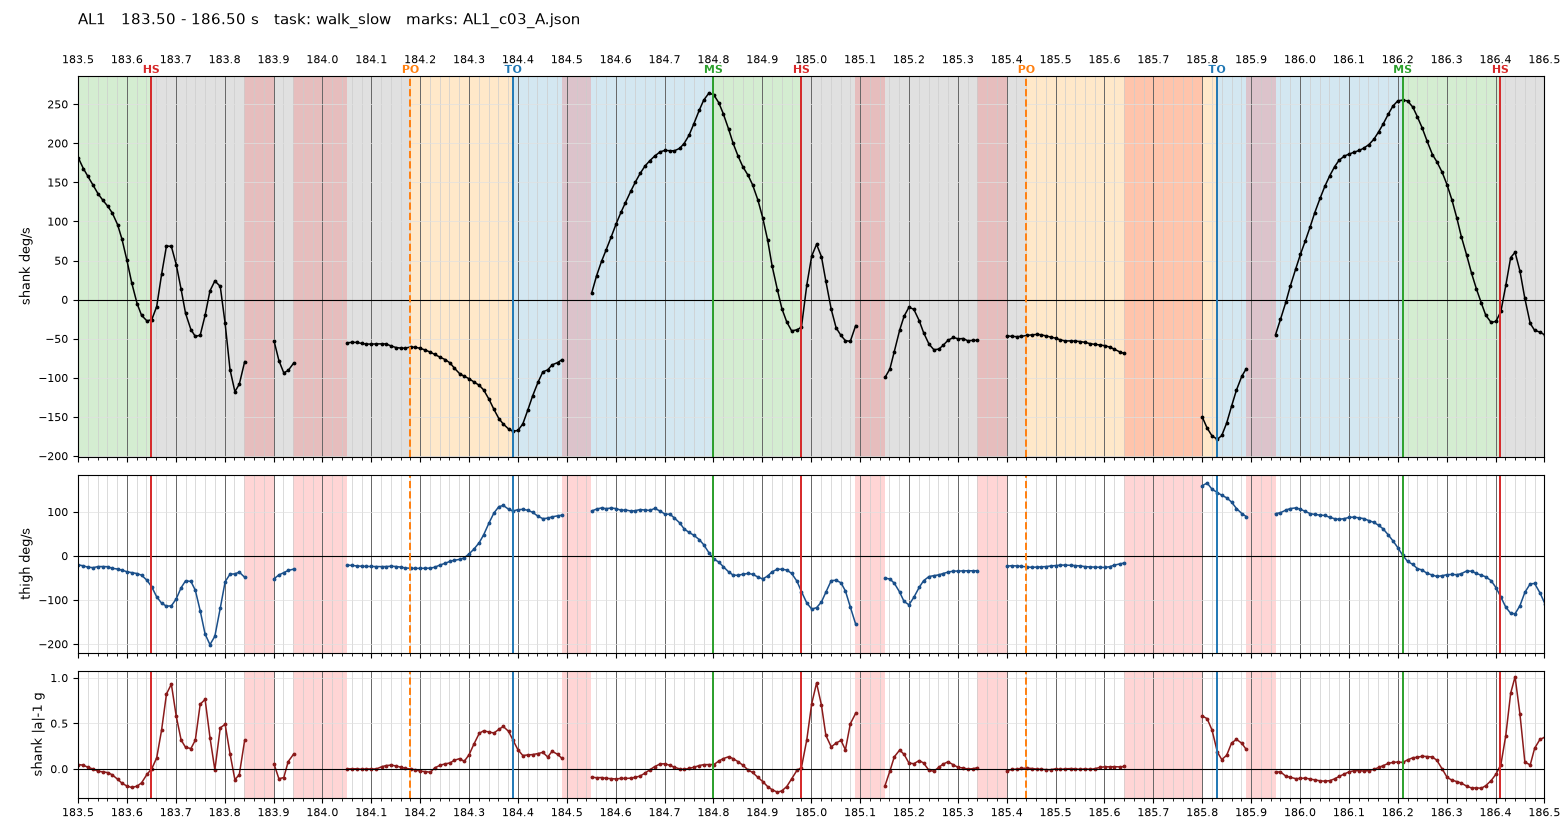 AL1   183.50 - 186.50 s   task: walk_slow   marks: AL1_c03_A.json
183.5 183.6 183.7 183.8 183.9 184.0 184.1 184.2 184.3 184.4 184.5 184.6 184.7 184.8 184.9 185.0 185.1 185.2 185.3 185.4 185.5 185.6 185.7 185.8 185.9 186.0 186.1 186.2 186.3 186.4 186.5
HS PO TO MS HS PO TO MS HS
shank deg/s
250
200
150
100
50
0
−50
−100
−150
−200
thigh deg/s
100
0
−100
−200
shank |a|-1 g
1.0
0.5
0.0
183.5 183.6 183.7 183.8 183.9 184.0 184.1 184.2 184.3 184.4 184.5 184.6 184.7 184.8 184.9 185.0 185.1 185.2 185.3 185.4 185.5 185.6 185.7 185.8 185.9 186.0 186.1 186.2 186.3 186.4 186.5